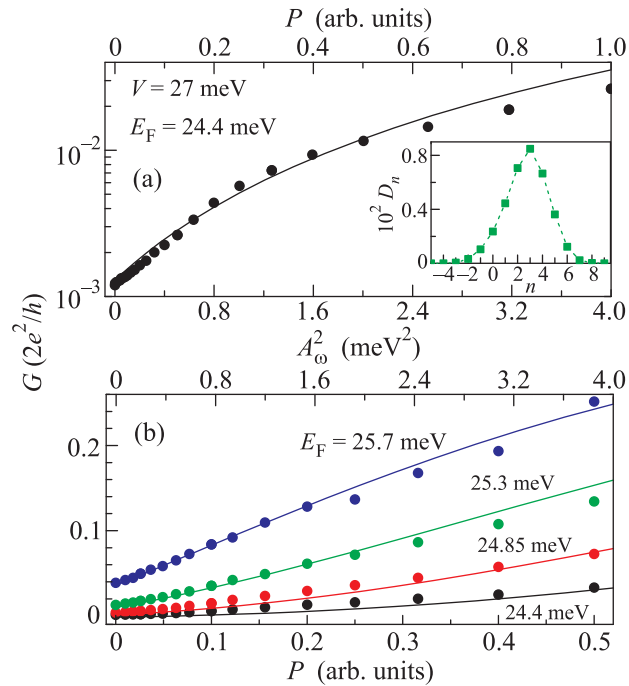 P (arb. units)
0 0.2 0.4 0.6 0.8 1.0
V = 27 meV
E_F = 24.4 meV
(a)
10^{-2}
10^{-3}
10^2 D_n
0.8
0.4
0
−4 −2 0 2 4 6 8
n
0 0.8 1.6 2.4 3.2 4.0
A_ω^2 (meV^2)
G (2e^2/h)
0 0.8 1.6 2.4 3.2 4.0
(b)
E_F = 25.7 meV
25.3 meV
24.85 meV
24.4 meV
0.2
0.1
0
0 0.1 0.2 0.3 0.4 0.5
P (arb. units)